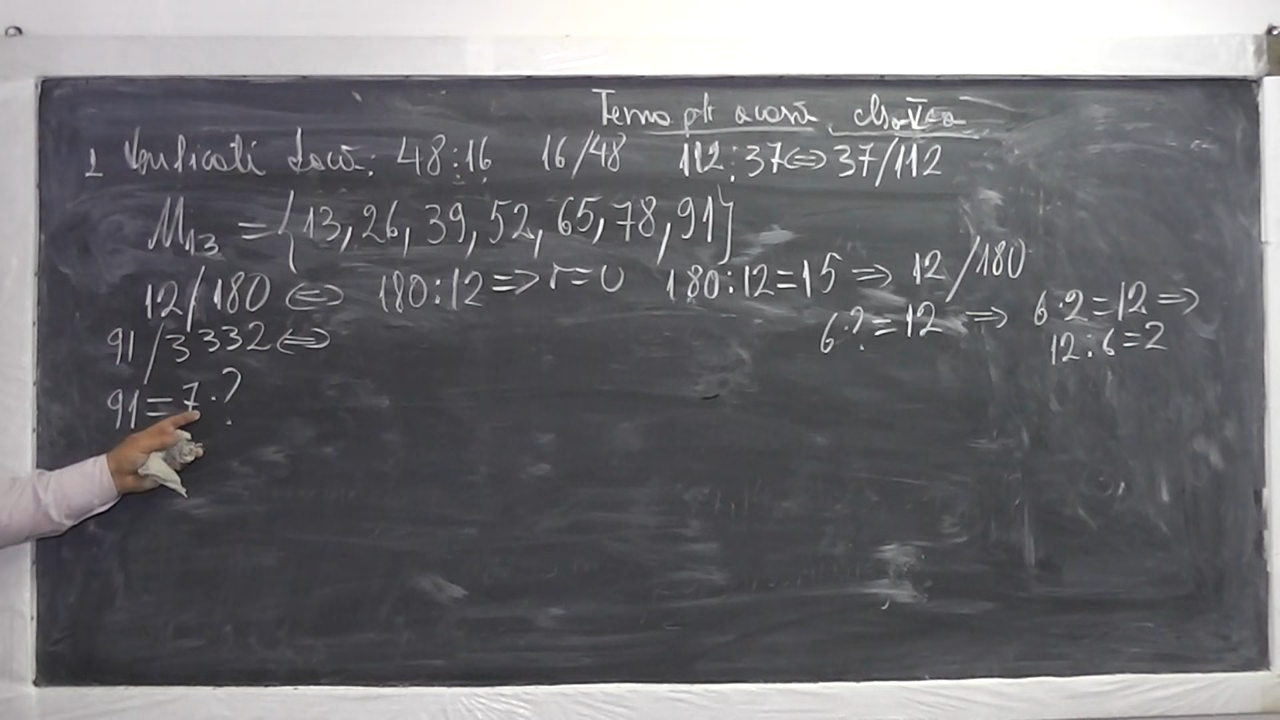 Tema pt acasă, clsa V-a
1 Verificați dacă: 48⋮16 16/48 112⋮37⇔37/112
M₁₃ = {13, 26, 39, 52, 65, 78, 91}
12/180 ⇔ 180:12 ⇒ r=0 180:12=15 ⇒ 12/180
91/3332 ⇔ 6·?=12 ⇒ 6·2=12 ⇒
12:6=2
91=7·?